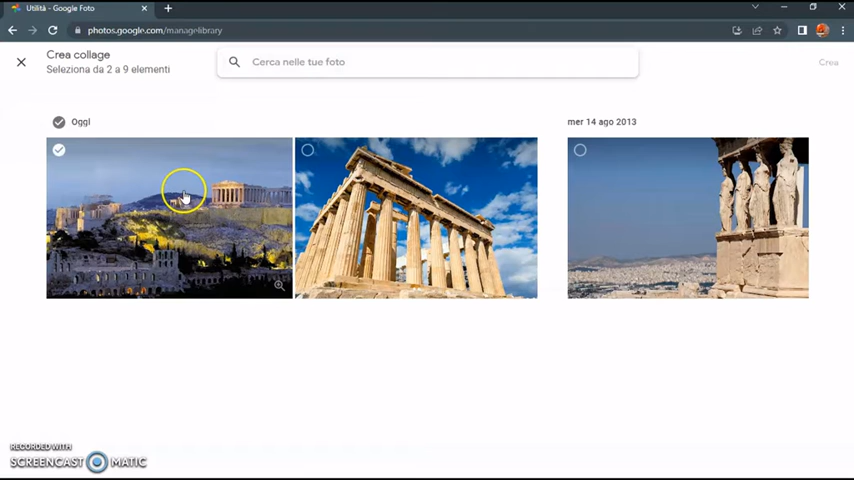 Utilità - Google Foto
photos.google.com/managelibrary
Crea collage
Seleziona da 2 a 9 elementi
Cerca nelle tue foto
Crea
Oggi
mer 14 ago 2013
RECORDED WITH
SCREENCAST MATIC